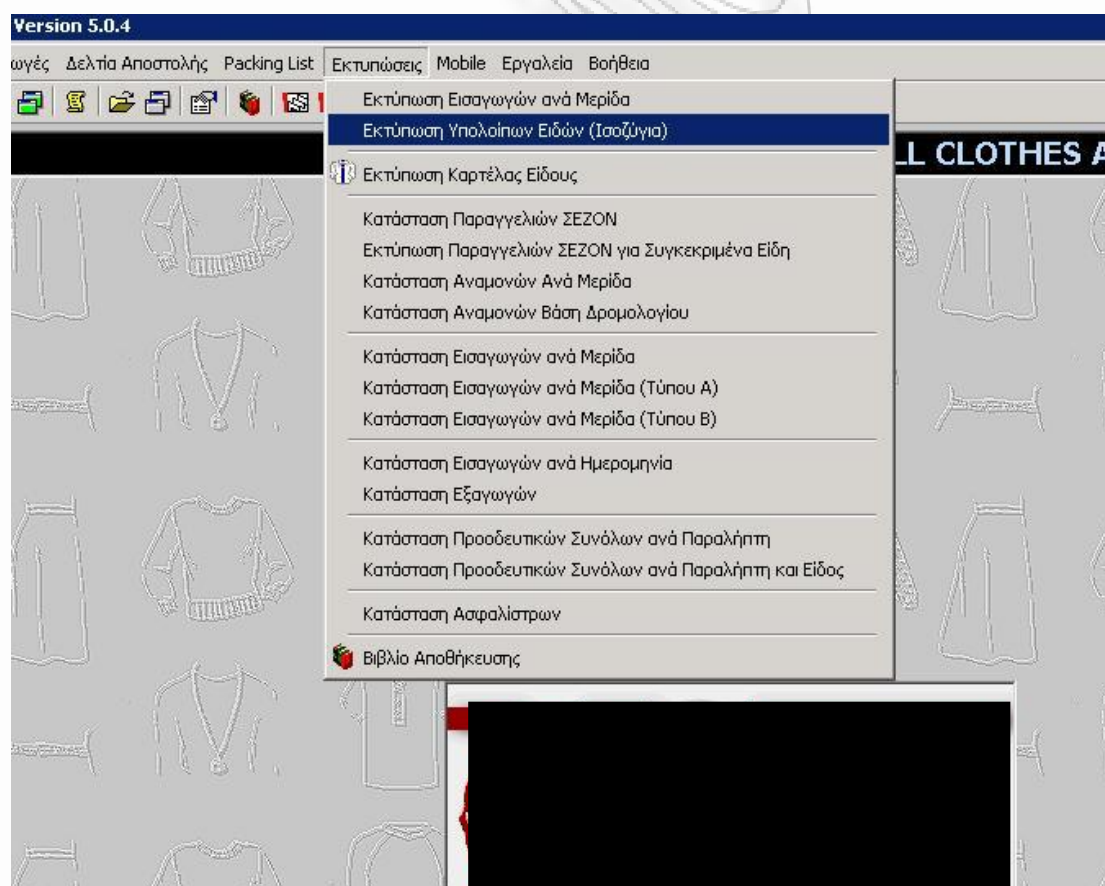 Version 5.0.4
ωγές Δελτία Αποστολής Packing List Εκτυπώσεις Mobile Εργαλεία Βοήθεια
Εκτύπωση Εισαγωγών ανά Μερίδα
Εκτύπωση Υπολοίπων Ειδών (Ισοζύγια)
LL CLOTHES A
Εκτύπωση Καρτέλας Είδους
Κατάσταση Παραγγελιών ΣΕΖΟΝ
Εκτύπωση Παραγγελιών ΣΕΖΟΝ για Συγκεκριμένα Είδη
Κατάσταση Αναμονών Ανά Μερίδα
Κατάσταση Αναμονών Βάση Δρομολογίου
Κατάσταση Εισαγωγών ανά Μερίδα
Κατάσταση Εισαγωγών ανά Μερίδα (Τύπου Α)
Κατάσταση Εισαγωγών ανά Μερίδα (Τύπου Β)
Κατάσταση Εισαγωγών ανά Ημερομηνία
Κατάσταση Εξαγωγών
Κατάσταση Προοδευτικών Συνόλων ανά Παραλήπτη
Κατάσταση Προοδευτικών Συνόλων ανά Παραλήπτη και Είδος
Κατάσταση Ασφαλίστρων
Βιβλίο Αποθήκευσης